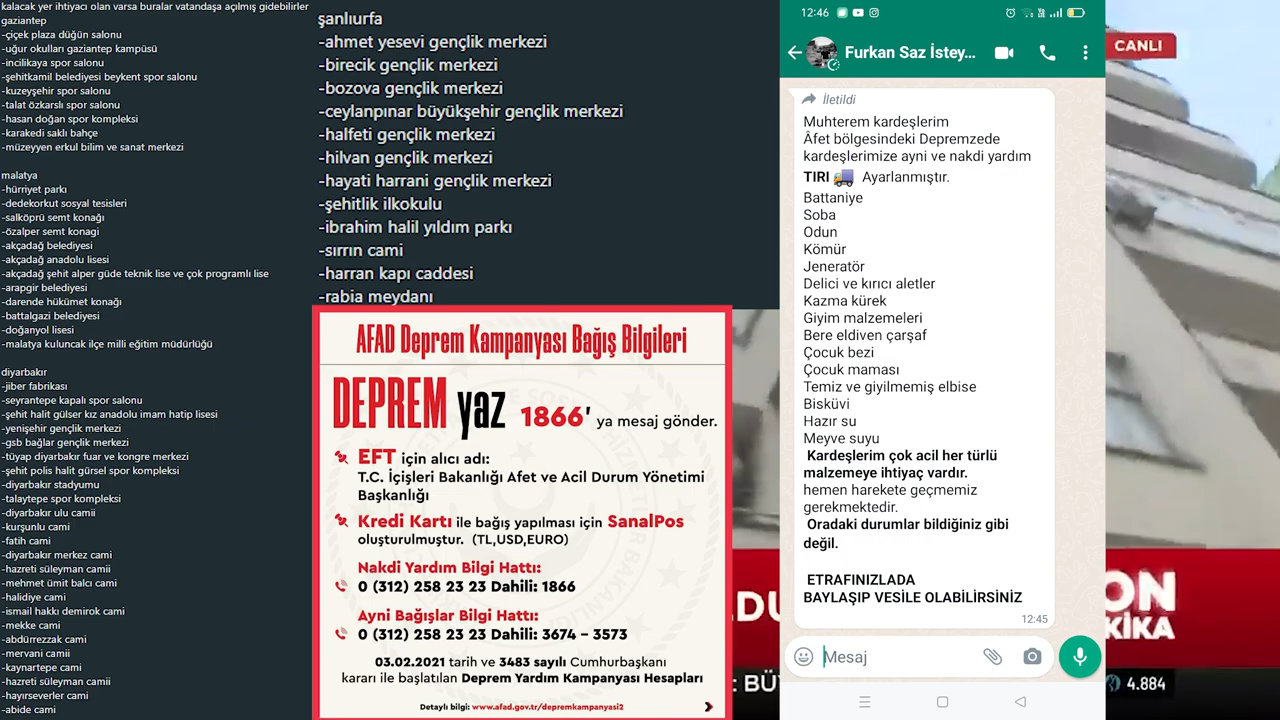 kalacak yer ihtiyacı olan varsa buralar vatandaşa açılmış gidebilirler
gaziantep
-çiçek plaza düğün salonu
-uğur okulları gaziantep kampüsü
-incilikaya spor salonu
-şehitkamil belediyesi beykent spor salonu
-kuzeyşehir spor salonu
-talat özkarslı spor salonu
-hasan doğan spor kompleksi
-karakedi saklı bahçe
-müzeyyen erkul bilim ve sanat merkezi
malatya
-hürriyet parkı
-dedekorkut sosyal tesisleri
-salköprü semt konağı
-özalper semt konagi
-akçadağ belediyesi
-akçadağ anadolu lisesi
-akçadağ şehit alper güde teknik lise ve çok programlı lise
-arapgir belediyesi
-darende hükümet konağı
-battalgazi belediyesi
-doğanyol lisesi
-malatya kuluncak ilçe milli eğitim müdürlüğü
diyarbakır
-jiber fabrikası
-seyrantepe kapalı spor salonu
-şehit halit gülser kız anadolu imam hatip lisesi
-yenişehir gençlik merkezi
-gsb bağlar gençlik merkezi
-tüyap diyarbakır fuar ve kongre merkezi
-şehit polis halit gürsel spor kompleksi
-diyarbakır stadyumu
-talaytepe spor kompleksi
-diyarbakır ulu camii
-kurşunlu cami
-fatih cami
-diyarbakır merkez cami
-hazreti süleyman camii
-mehmet ümit balcı cami
-halidiye cami
-ismail hakkı demirok cami
-mekke cami
-abdürrezzak cami
-mervani camii
-kaynartepe cami
-hazreti süleyman camii
-hayırseverler cami
-abide cami
şanlıurfa
-ahmet yesevi gençlik merkezi
-birecik gençlik merkezi
-bozova gençlik merkezi
-ceylanpınar büyükşehir gençlik merkezi
-halfeti gençlik merkezi
-hilvan gençlik merkezi
-hayati harrani gençlik merkezi
-şehitlik ilkokulu
-ibrahim halil yıldım parkı
-sırrın cami
-harran kapı caddesi
-rabia meydanı
AFAD Deprem Kampanyası Bağış Bilgileri
DEPREM yaz 1866' ya mesaj gönder.
EFT için alıcı adı:
T.C. İçişleri Bakanlığı Afet ve Acil Durum Yönetimi
Başkanlığı
Kredi Kartı ile bağış yapılması için SanalPos
oluşturulmuştur. (TL,USD,EURO)
Nakdi Yardım Bilgi Hattı:
0 (312) 258 23 23 Dahili: 1866
Ayni Bağışlar Bilgi Hattı:
0 (312) 258 23 23 Dahili: 3674 – 3573
03.02.2021 tarih ve 3483 sayılı Cumhurbaşkanı
kararı ile başlatılan Deprem Yardım Kampanyası Hesapları
Detaylı bilgi: www.afad.gov.tr/depremkampanyasi2
12:46
Furkan Saz İstey...
İletildi
Muhterem kardeşlerim
Âfet bölgesindeki Depremzede
kardeşlerimize ayni ve nakdi yardım
TIRI 🚛 Ayarlanmıştır.
Battaniye
Soba
Odun
Kömür
Jeneratör
Delici ve kırıcı aletler
Kazma kürek
Giyim malzemeleri
Bere eldiven çarşaf
Çocuk bezi
Çocuk maması
Temiz ve giyilmemiş elbise
Bisküvi
Hazır su
Meyve suyu
Kardeşlerim çok acil her türlü
malzemeye ihtiyaç vardır.
hemen harekete geçmemiz
gerekmektedir.
Oradaki durumlar bildiğiniz gibi
değil.
ETRAFINIZLADA
BAYLAŞIP VESİLE OLABİLİRSİNİZ
12:45
Mesaj
CANLI
DU
ON
KİKA
: BÜY
4.884